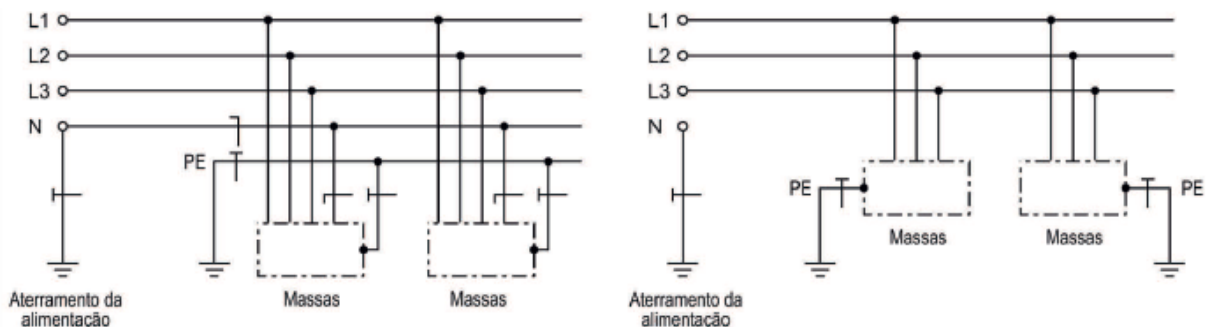 L1
L2
L3
N
PE
Massas
Massas
Aterramento da
alimentação
L1
L2
L3
N
PE
PE
Massas
Massas
Aterramento da
alimentação